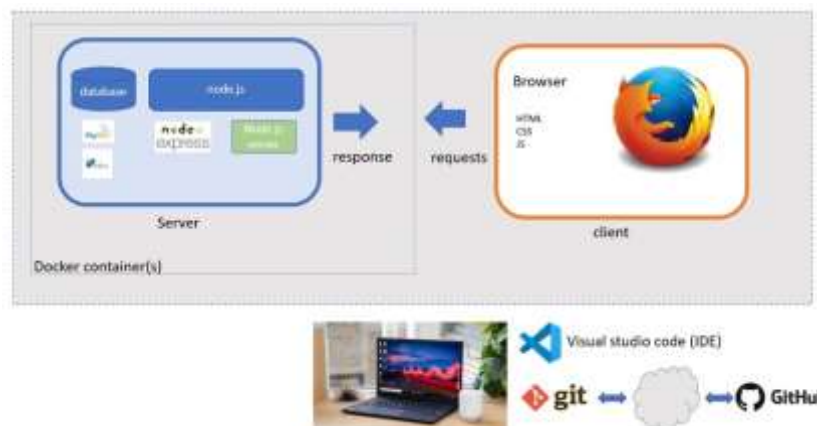 database
node.js
node
express
Browser
HTML
CSS
JS
response
requests
Server
client
Docker container(s)
Visual studio code (IDE)
git
GitHu